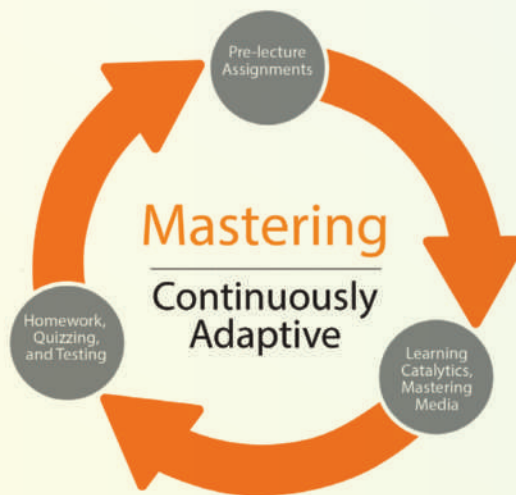 Pre-lecture
Assignments
Mastering
Continuously
Adaptive
Learning
Catalytics,
Mastering
Media
Homework,
Quizzing,
and Testing